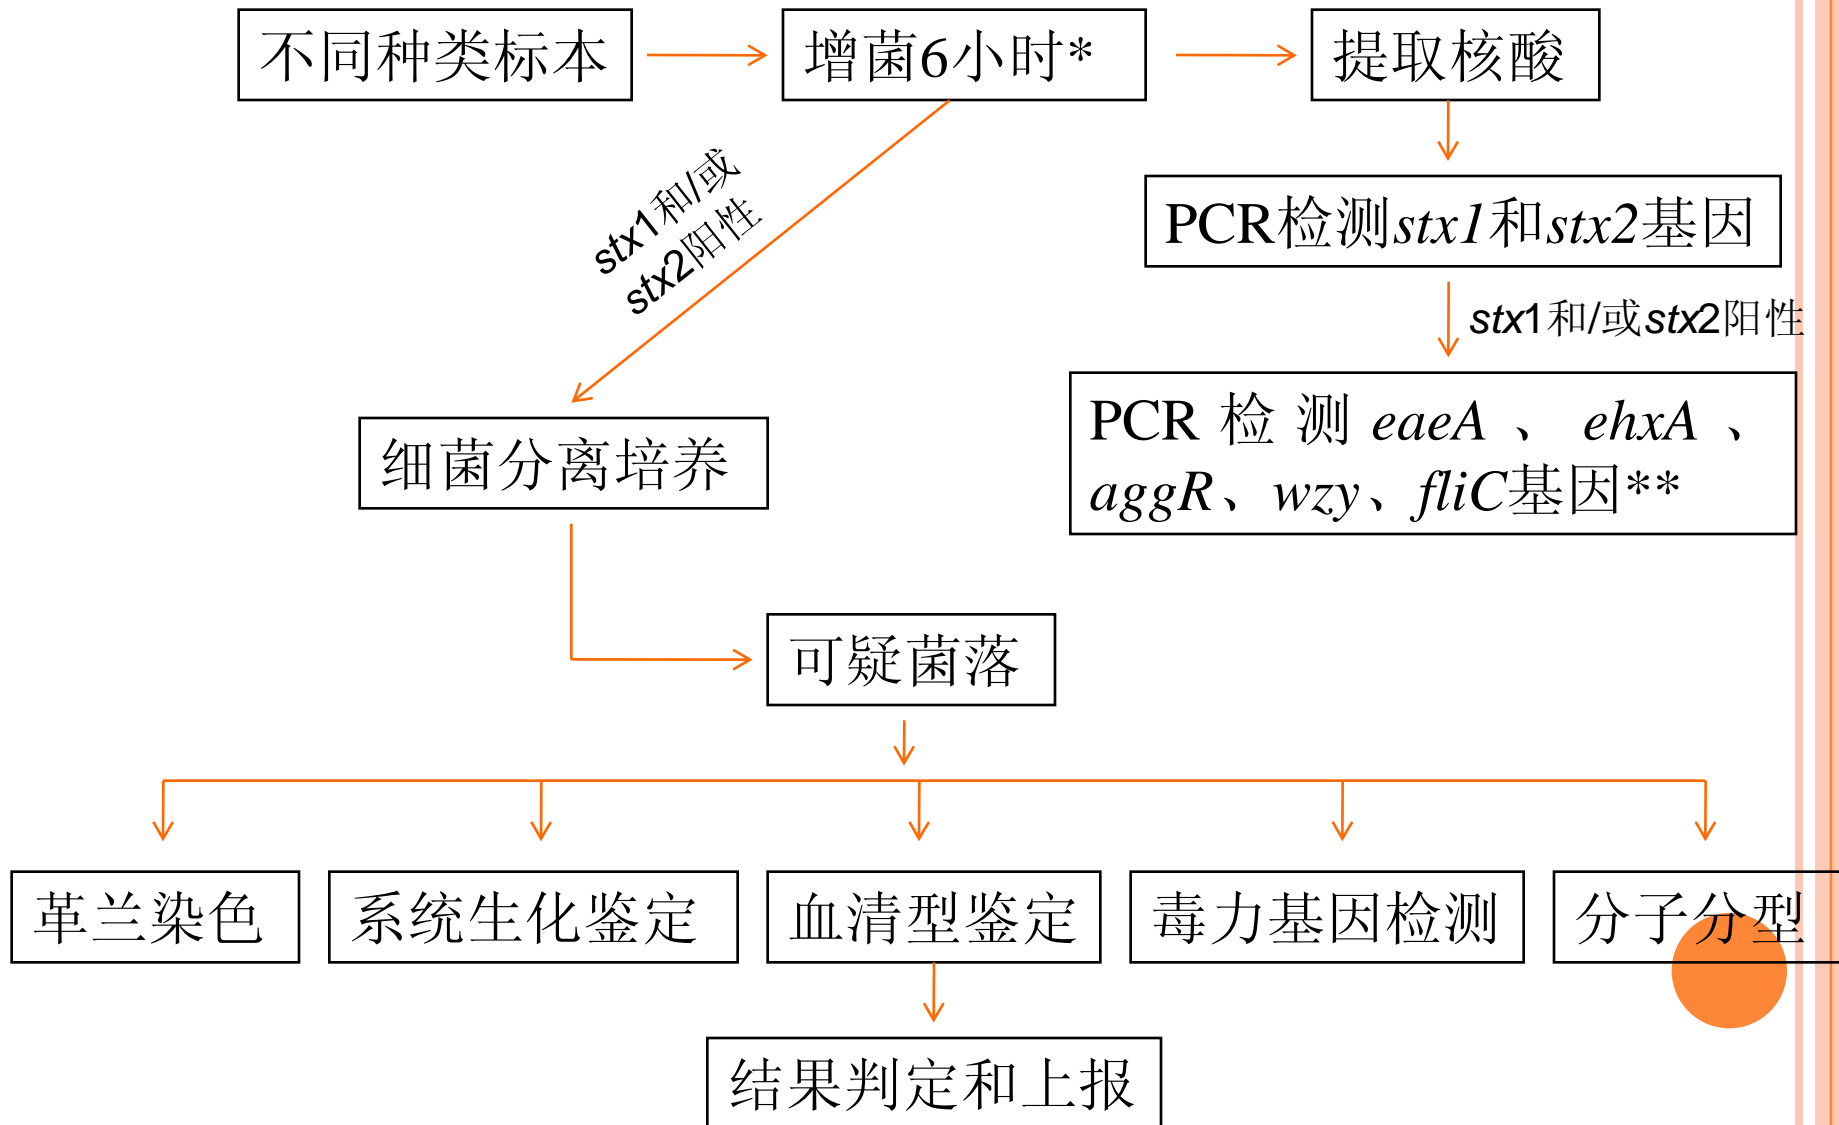 不同种类标本
增菌6小时*
提取核酸
stx1和/或
stx2阳性
PCR检测stx1和stx2基因
stx1和/或stx2阳性
PCR 检 测 eaeA 、 ehxA 、
aggR、wzy、fliC基因**
细菌分离培养
可疑菌落
革兰染色
系统生化鉴定
血清型鉴定
毒力基因检测
分子分型
结果判定和上报